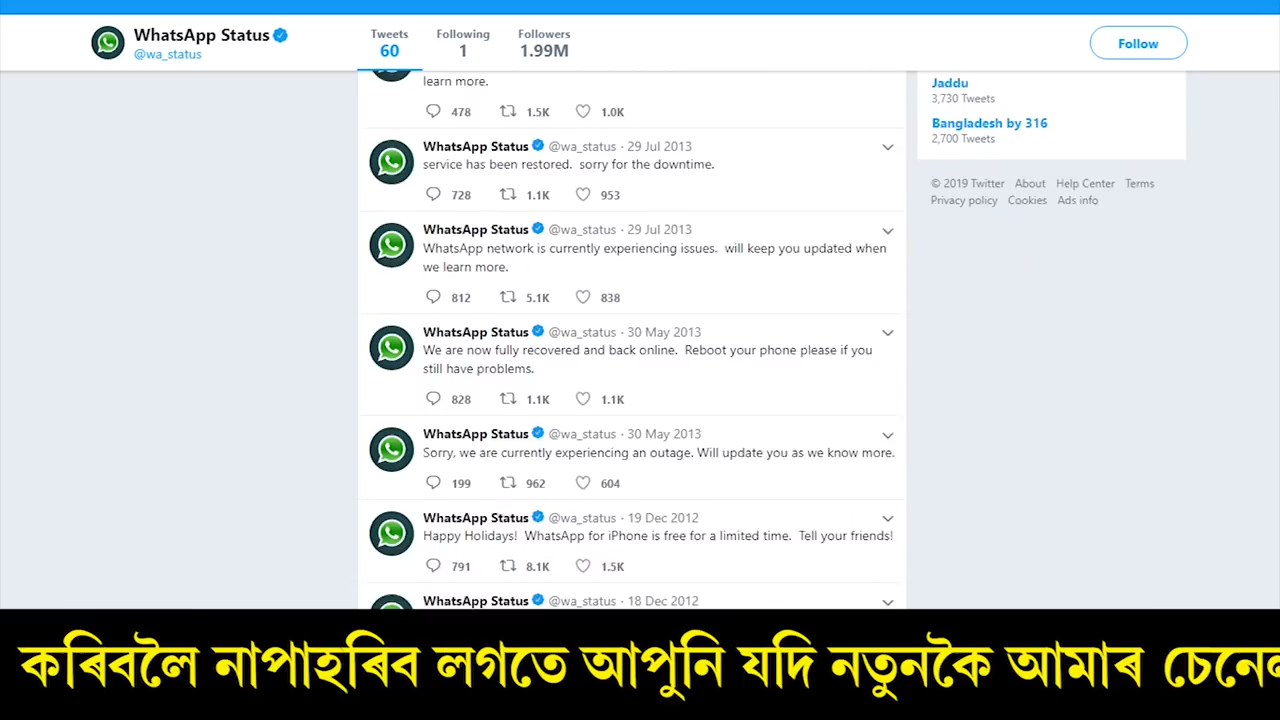 WhatsApp Status
@wa_status
Tweets
60
Following
1
Followers
1.99M
Follow
learn more.
478 1.5K 1.0K
WhatsApp Status @wa_status · 29 Jul 2013
service has been restored. sorry for the downtime.
728 1.1K 953
WhatsApp Status @wa_status · 29 Jul 2013
WhatsApp network is currently experiencing issues. will keep you updated when
we learn more.
812 5.1K 838
WhatsApp Status @wa_status · 30 May 2013
We are now fully recovered and back online. Reboot your phone please if you
still have problems.
828 1.1K 1.1K
WhatsApp Status @wa_status · 30 May 2013
Sorry, we are currently experiencing an outage. Will update you as we know more.
199 962 604
WhatsApp Status @wa_status · 19 Dec 2012
Happy Holidays! WhatsApp for iPhone is free for a limited time. Tell your friends!
791 8.1K 1.5K
WhatsApp Status @wa_status · 18 Dec 2012
Jaddu
3,730 Tweets
Bangladesh by 316
2,700 Tweets
© 2019 Twitter About Help Center Terms
Privacy policy Cookies Ads info
কৰিবলৈ নাপাহৰিব লগতে আপুনি যদি নতুনকৈ আমাৰ